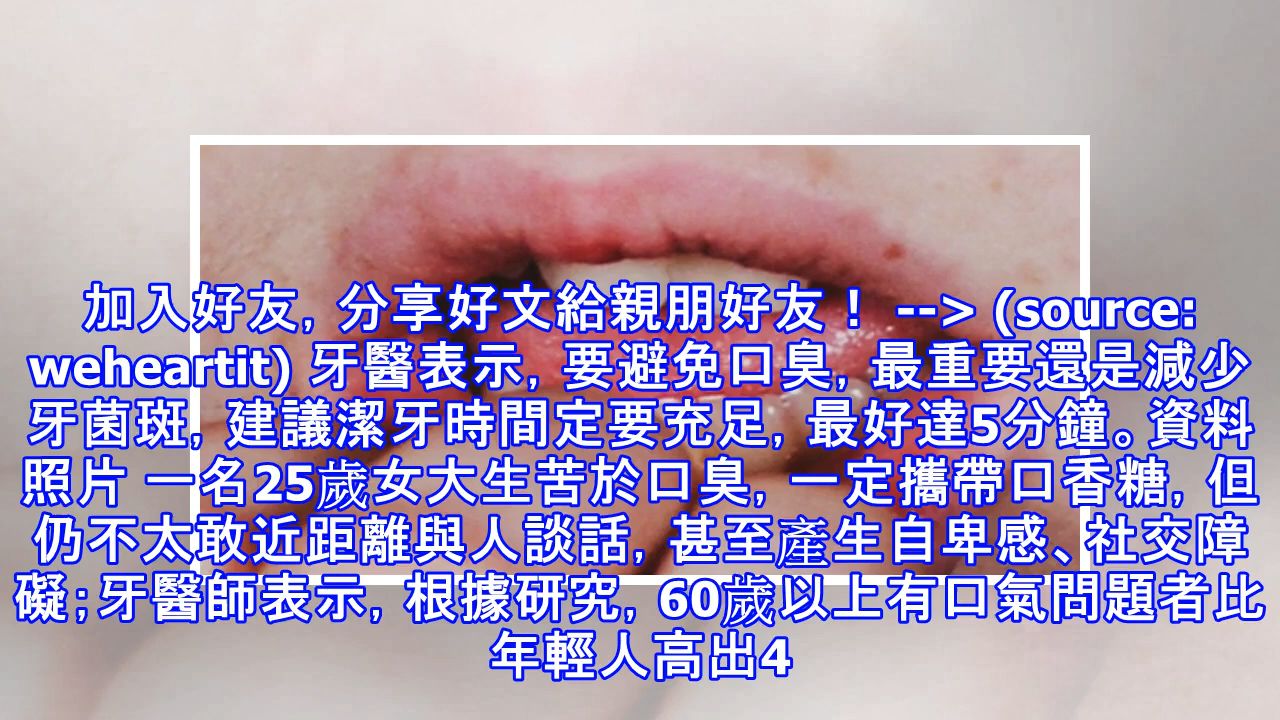 加入好友, 分享好文給親朋好友！ --> (source:
weheartit) 牙醫表示, 要避免口臭, 最重要還是減少
牙菌斑, 建議潔牙時間定要充足, 最好達5分鐘。資料
照片 一名25歲女大生苦於口臭, 一定攜帶口香糖, 但
仍不太敢近距離與人談話, 甚至產生自卑感、社交障
礙;牙醫師表示, 根據研究, 60歲以上有口氣問題者比
年輕人高出4